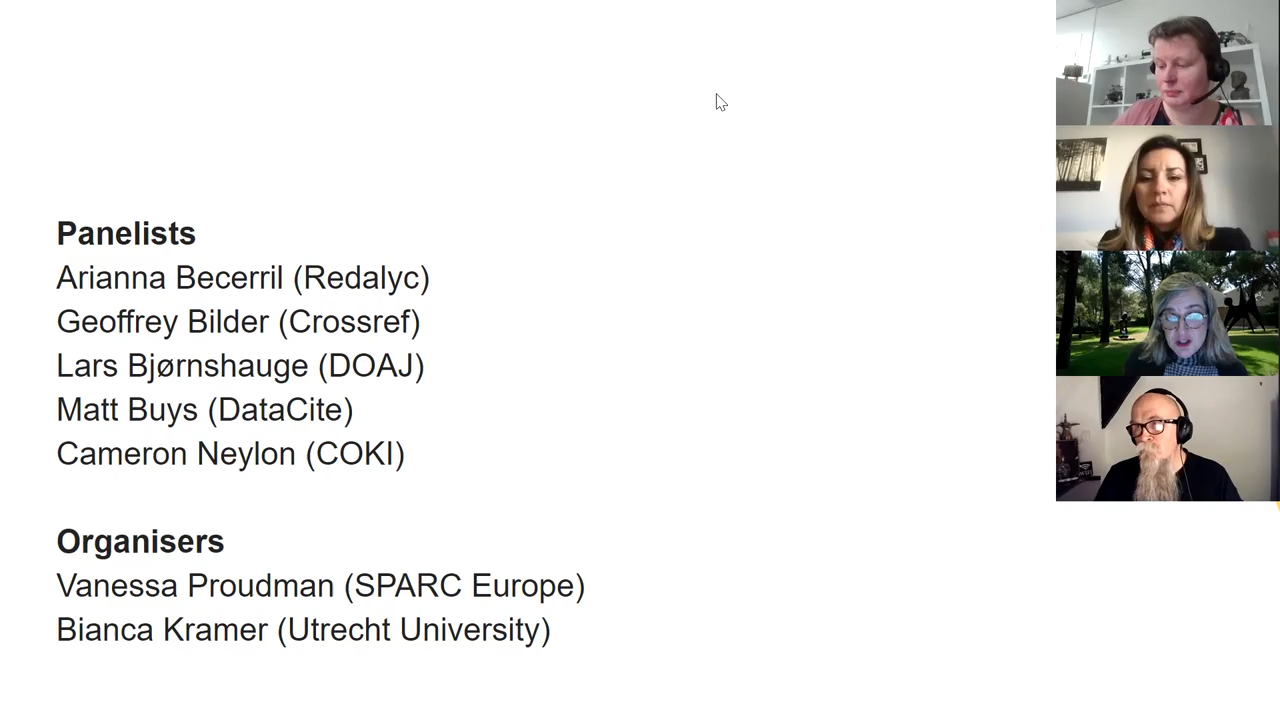 Panelists
Arianna Becerril (Redalyc)
Geoffrey Bilder (Crossref)
Lars Bjørnshauge (DOAJ)
Matt Buys (DataCite)
Cameron Neylon (COKI)
Organisers
Vanessa Proudman (SPARC Europe)
Bianca Kramer (Utrecht University)